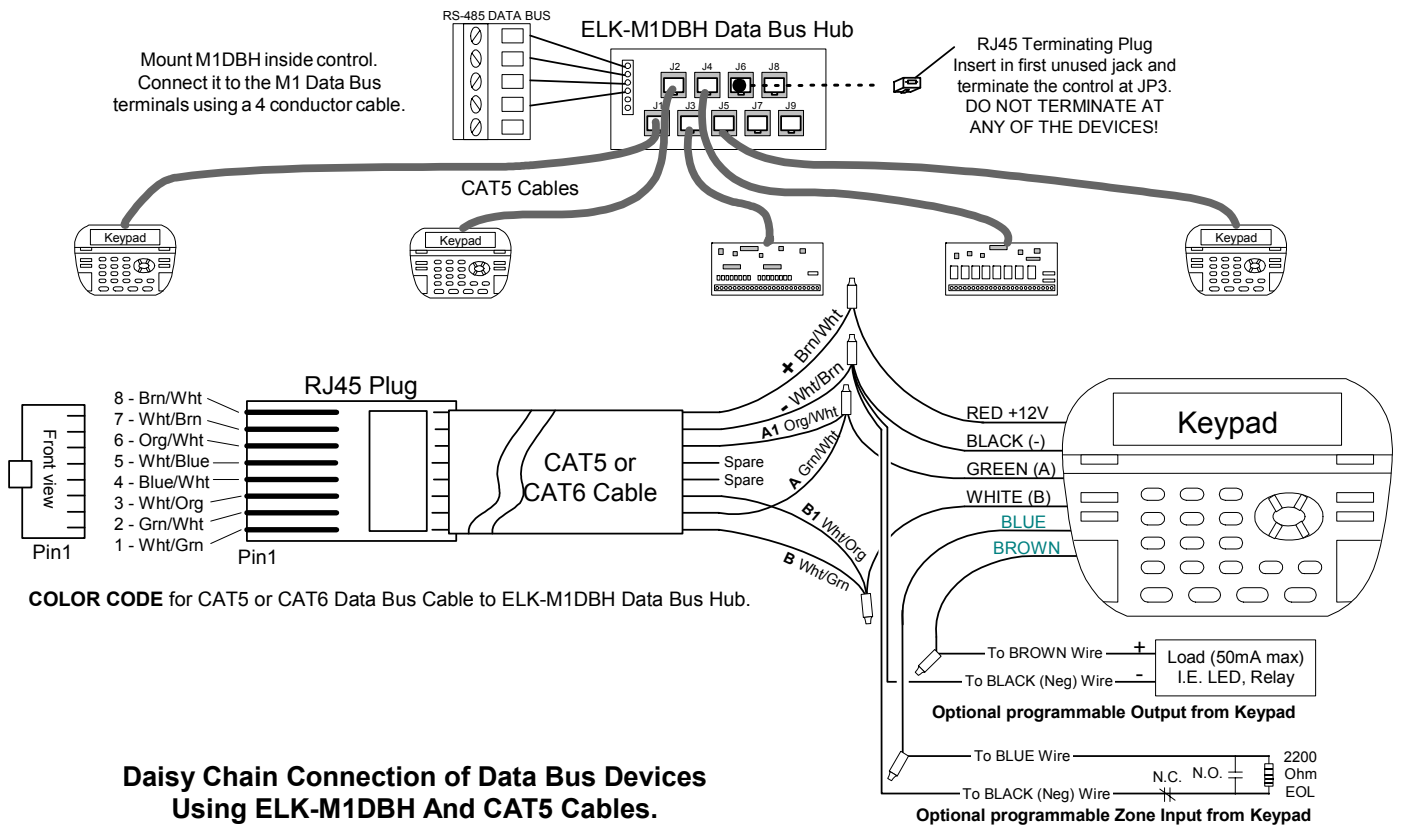 RS-485 DATA BUS
ELK-M1DBH Data Bus Hub
Mount M1DBH inside control.
Connect it to the M1 Data Bus
terminals using a 4 conductor cable.
J2
J4
J6
J8
J1
J3
J5
J7
J9
RJ45 Terminating Plug
Insert in first unused jack and
terminate the control at JP3.
DO NOT TERMINATE AT
ANY OF THE DEVICES!
CAT5 Cables
Keypad
Keypad
Keypad
RJ45 Plug
8 - Brn/Wht
7 - Wht/Brn
6 - Org/Wht
5 - Wht/Blue
4 - Blue/Wht
3 - Wht/Org
2 - Grn/Wht
1 - Wht/Grn
Front view
Pin1
Pin1
CAT5 or
CAT6 Cable
+ Brn/Wht
- Wht/Brn
A1 Org/Wht
Spare
Spare
A Grn/Wht
B1 Wht/Org
B Wht/Grn
RED +12V
BLACK (-)
GREEN (A)
WHITE (B)
BLUE
BROWN
Keypad
COLOR CODE for CAT5 or CAT6 Data Bus Cable to ELK-M1DBH Data Bus Hub.
To BROWN Wire
+
To BLACK (Neg) Wire
-
Load (50mA max)
I.E. LED, Relay
Optional programmable Output from Keypad
To BLUE Wire
To BLACK (Neg) Wire
N.C.
N.O.
2200
Ohm
EOL
Optional programmable Zone Input from Keypad
Daisy Chain Connection of Data Bus Devices
Using ELK-M1DBH And CAT5 Cables.